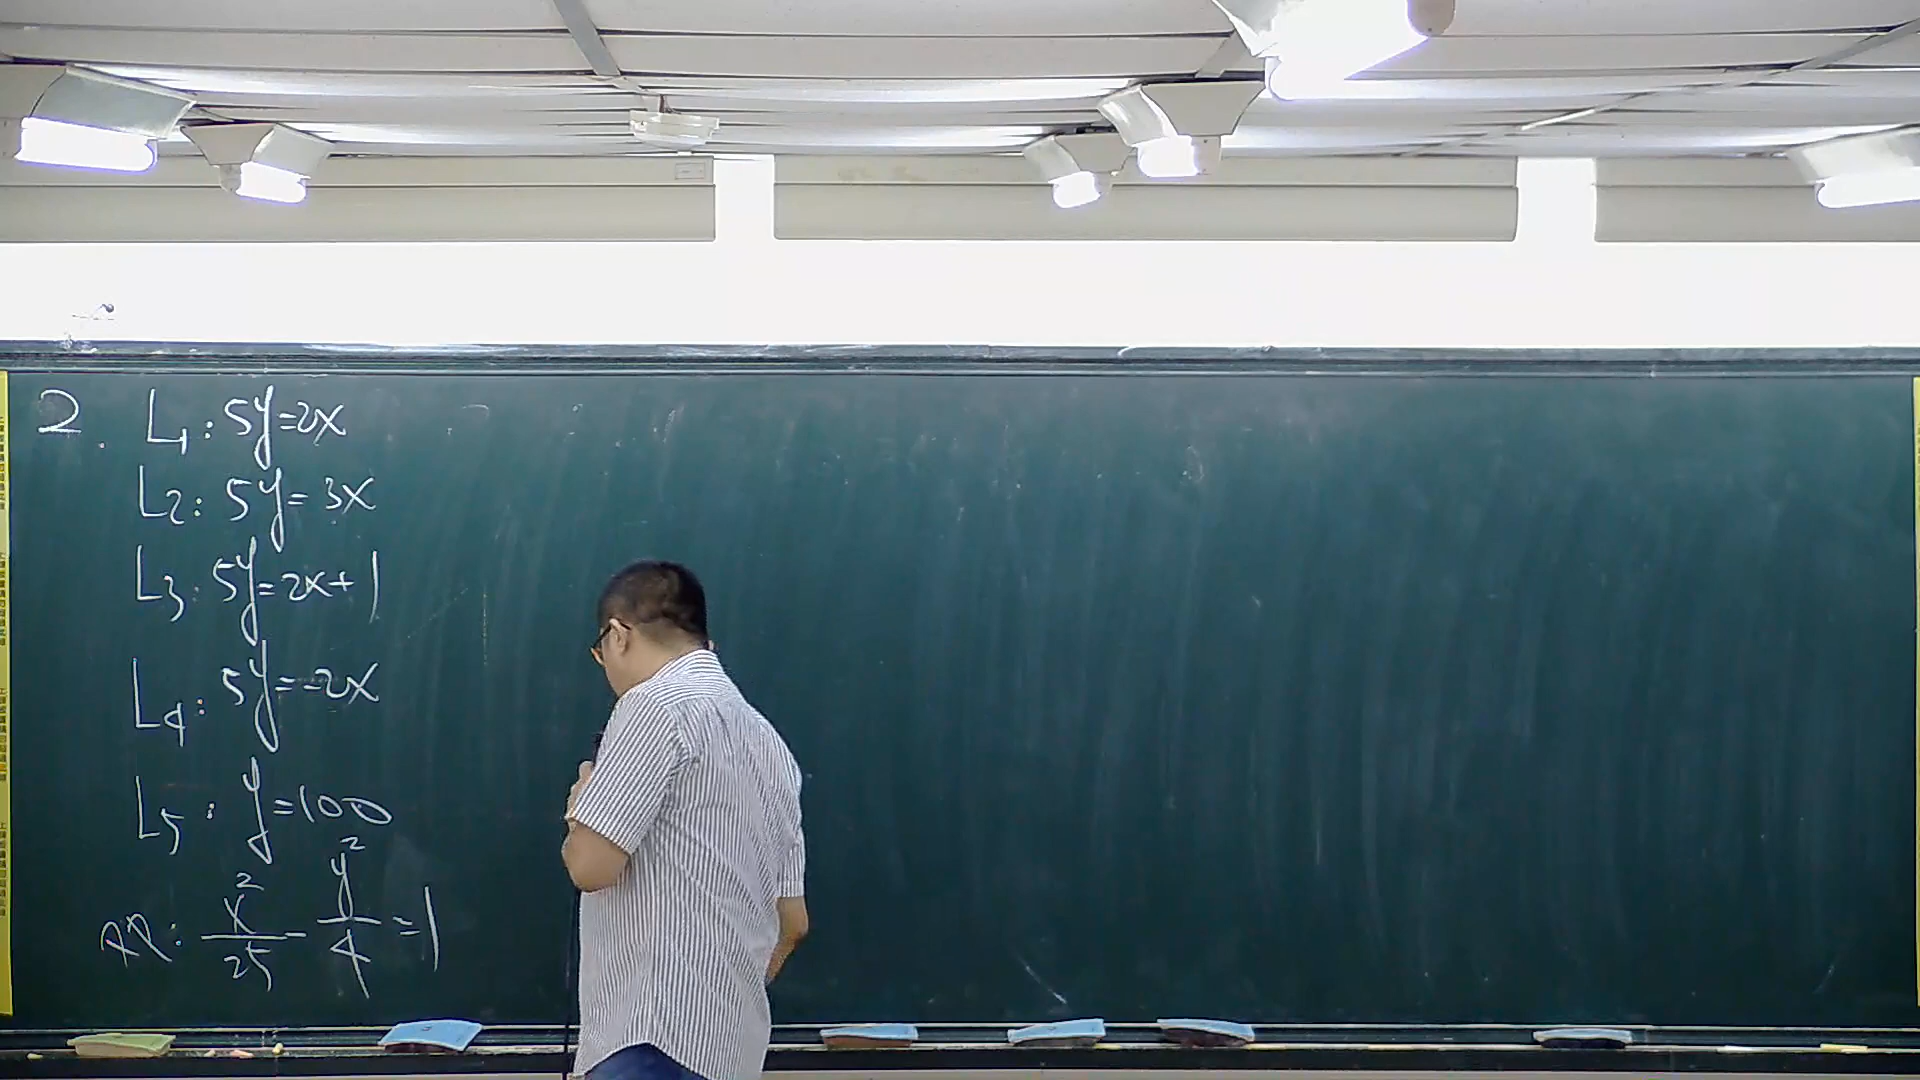 2. L₁: 5y=2x
L₂: 5y=3x
L₃: 5y=2x+1
L₄: 5y=-2x
L₅: y=100
双: x²/25 - y²/4 =1